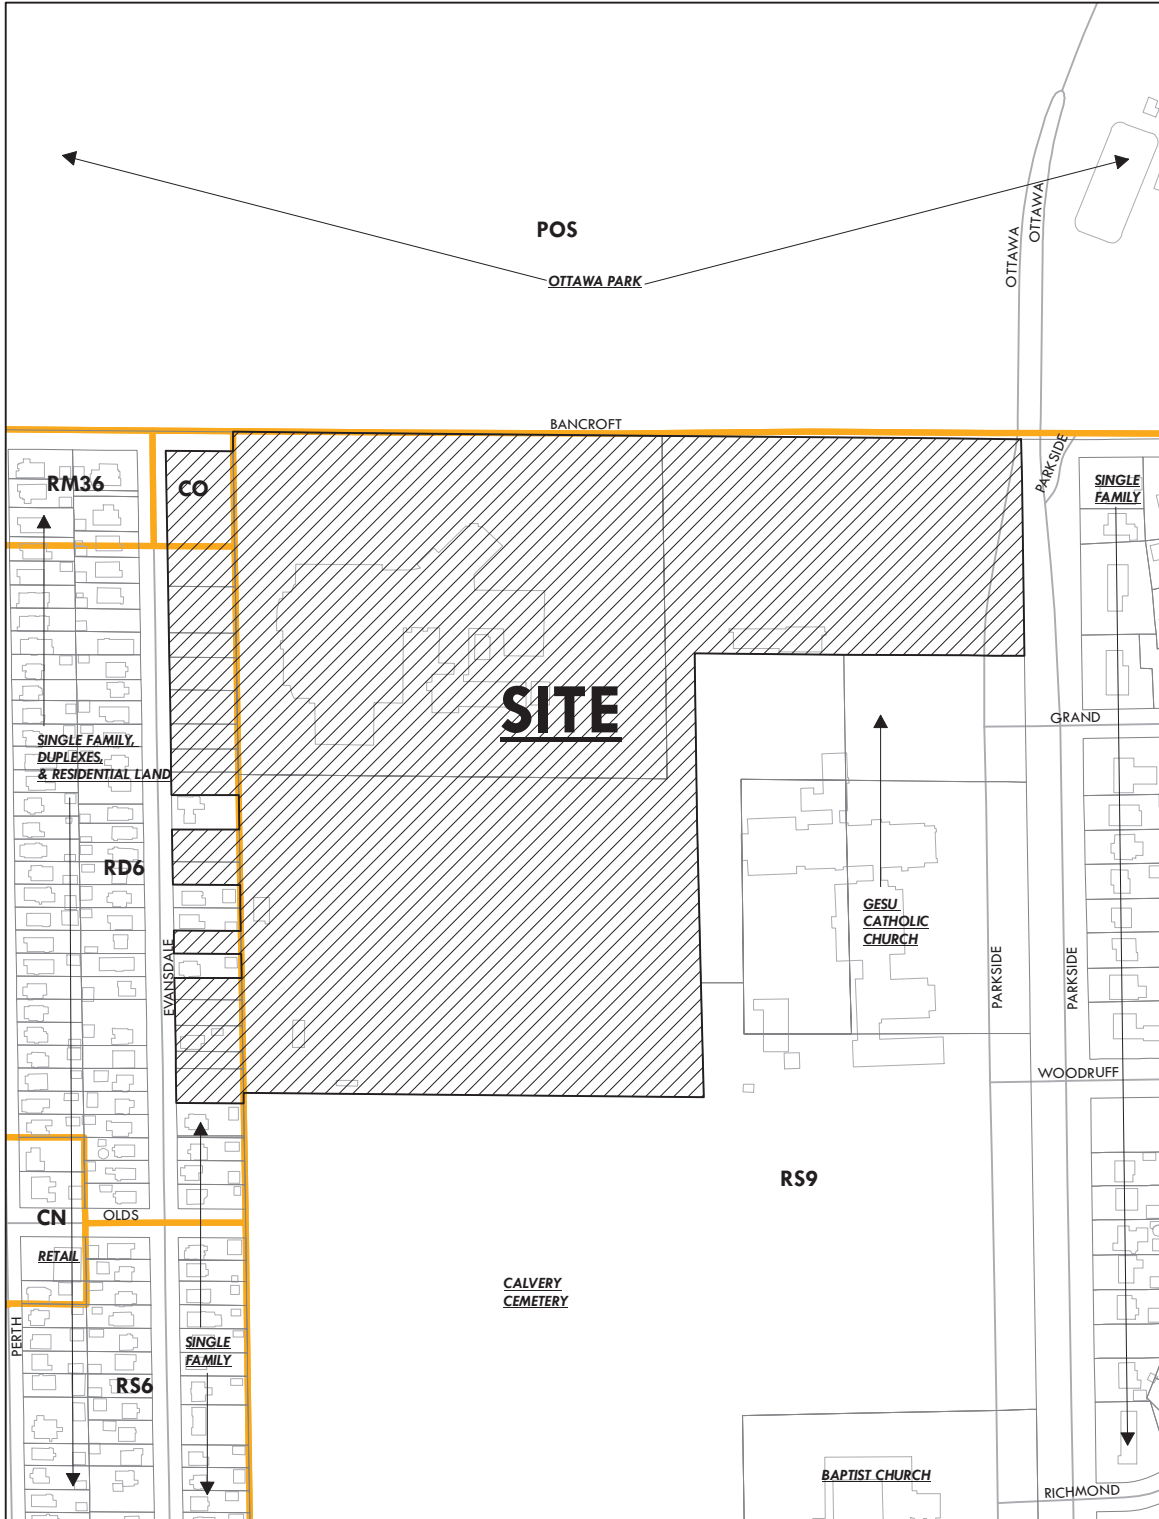 OTTAWA
OTTAWA
POS
OTTAWA PARK
BANCROFT
PARKSIDE
RM36
CO
SINGLE
FAMILY
SITE
GRAND
SINGLE FAMILY,
DUPLEXES,
& RESIDENTIAL LAND
RD6
GESU
CATHOLIC
CHURCH
EVANSDALE
PARKSIDE
PARKSIDE
WOODRUFF
RS9
CN
OLDS
RETAIL
CALVERY
CEMETERY
PERTH
SINGLE
FAMILY
RS6
BAPTIST CHURCH
RICHMOND